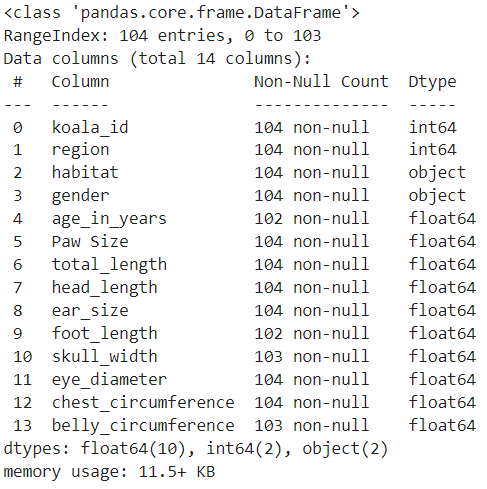 <class 'pandas.core.frame.DataFrame'>
RangeIndex: 104 entries, 0 to 103
Data columns (total 14 columns):
 #   Column               Non-Null Count  Dtype
---  ------               --------------  -----
 0   koala_id             104 non-null    int64
 1   region               104 non-null    int64
 2   habitat              104 non-null    object
 3   gender               104 non-null    object
 4   age_in_years         102 non-null    float64
 5   Paw Size             104 non-null    float64
 6   total_length         104 non-null    float64
 7   head_length          104 non-null    float64
 8   ear_size             104 non-null    float64
 9   foot_length          102 non-null    float64
 10  skull_width          103 non-null    float64
 11  eye_diameter         104 non-null    float64
 12  chest_circumference  104 non-null    float64
 13  belly_circumference  103 non-null    float64
dtypes: float64(10), int64(2), object(2)
memory usage: 11.5+ KB